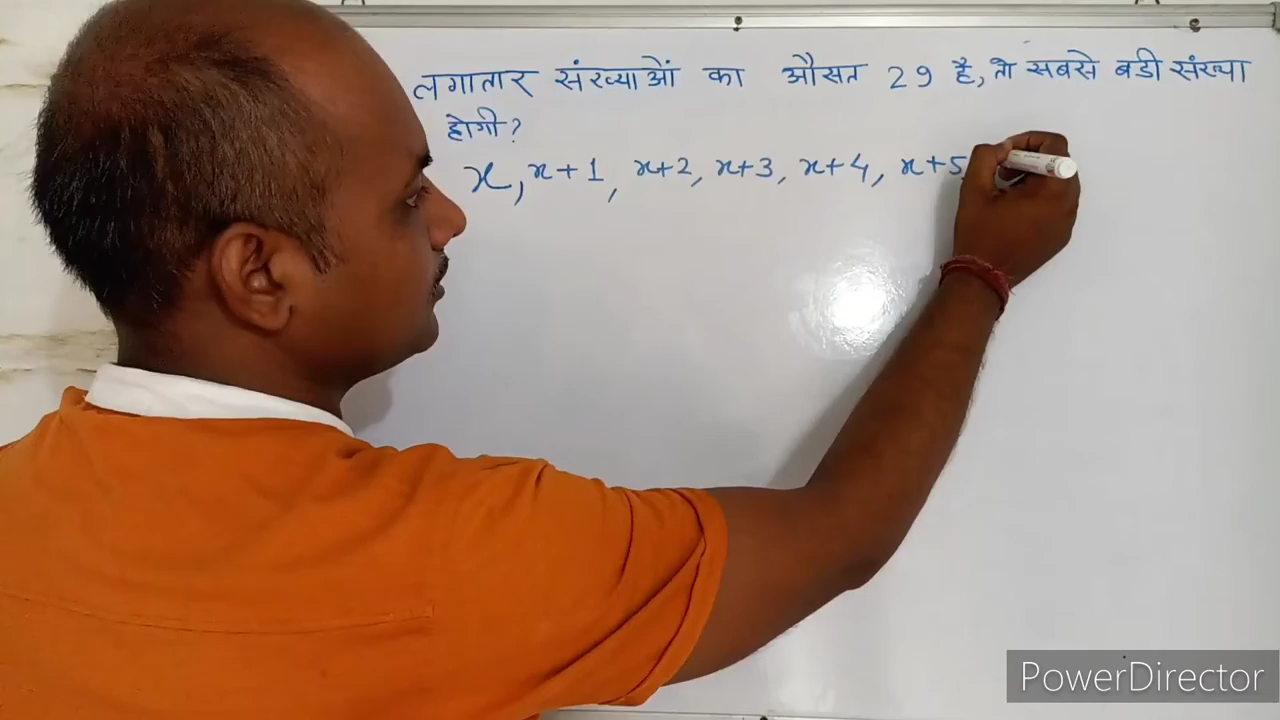 लगातार संख्याओं का औसत 29 है, तो सबसे बडी संख्या
होगी?
x, x+1, x+2, x+3, x+4, x+5,
PowerDirector